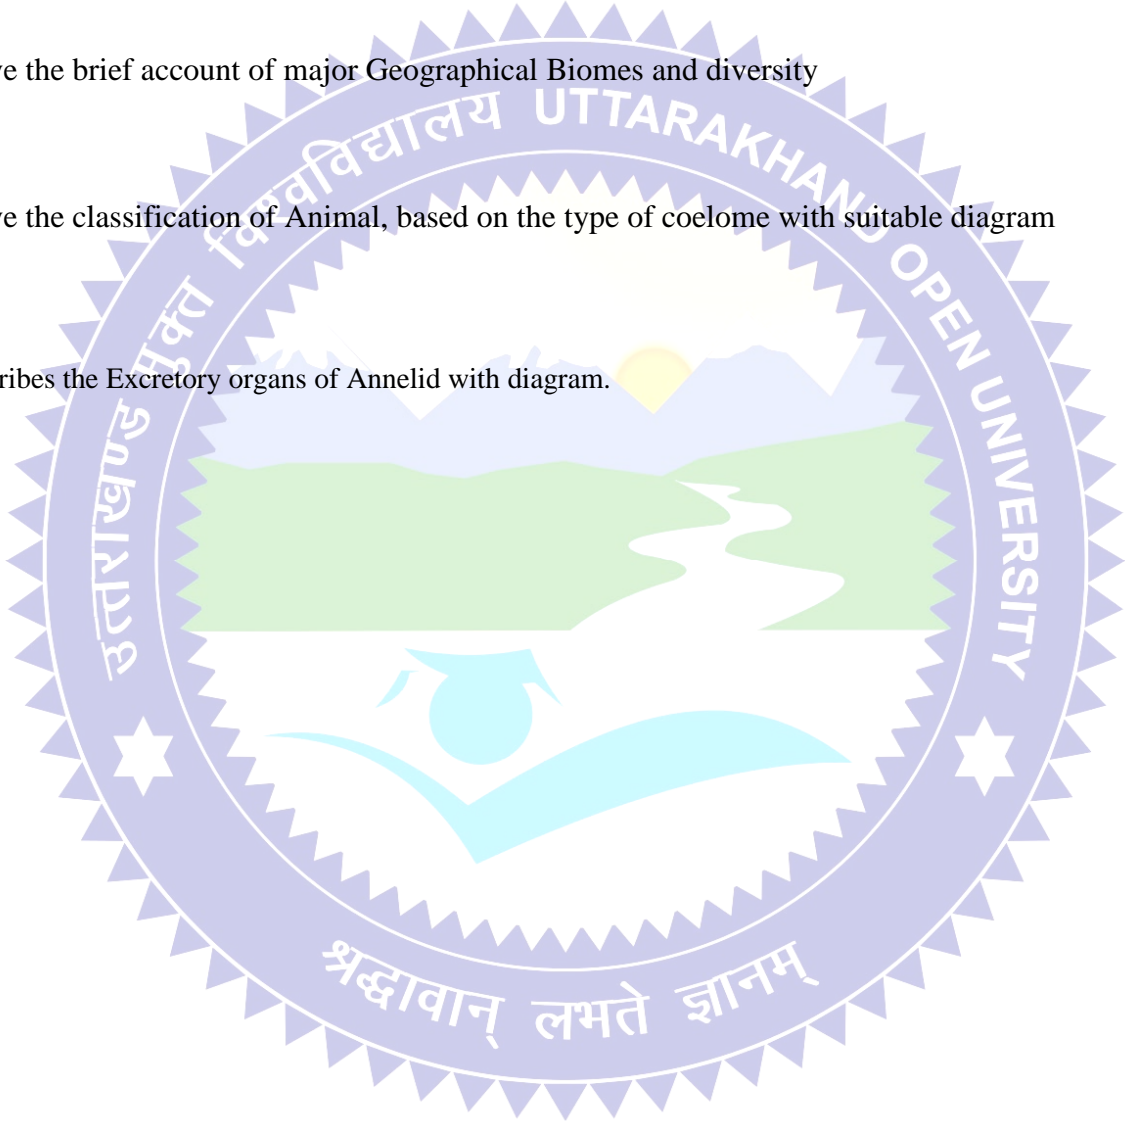 ve the brief account of major Geographical Biomes and diversity
ve the classification of Animal, based on the type of coelome with suitable diagram
ribes the Excretory organs of Annelid with diagram.
उत्तराखण्ड मुक्त विश्वविद्यालय UTTARAKHAND OPEN UNIVERSITY
श्रद्धावान् लभते ज्ञानम्